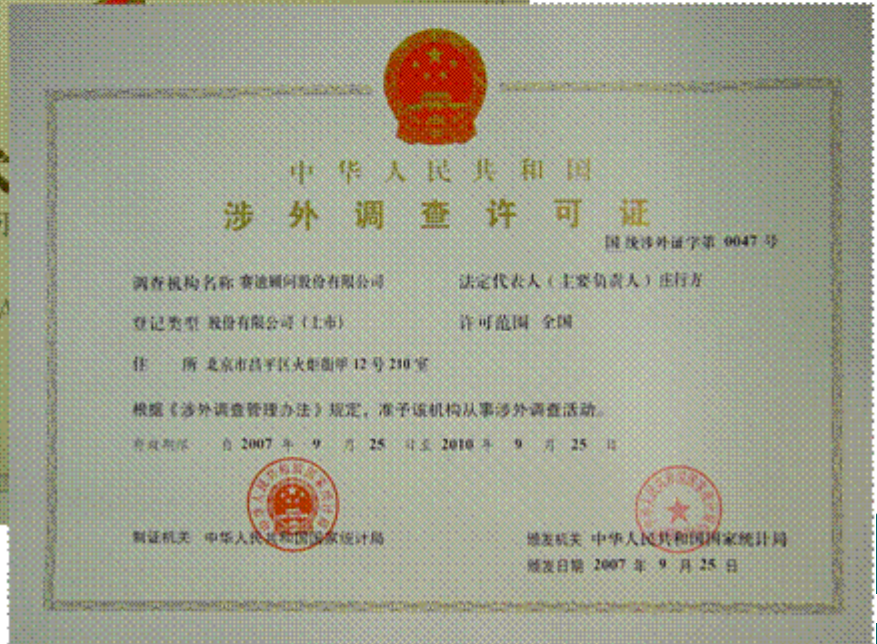 中华人民共和国
涉外调查许可证
国统涉外证字第 0047 号
调查机构名称 赛迪顾问股份有限公司 法定代表人（主要负责人）庄行方
登记类型 股份有限公司（上市） 许可范围 全国
住 所 北京市昌平区火炬街甲 12 号 210 室
根据《涉外调查管理办法》规定，准予该机构从事涉外调查活动。
有效期限 自 2007 年 9 月 25 日至 2010 年 9 月 25 日
制证机关 中华人民共和国国家统计局 颁发机关 中华人民共和国国家统计局
颁发日期 2007 年 9 月 25 日